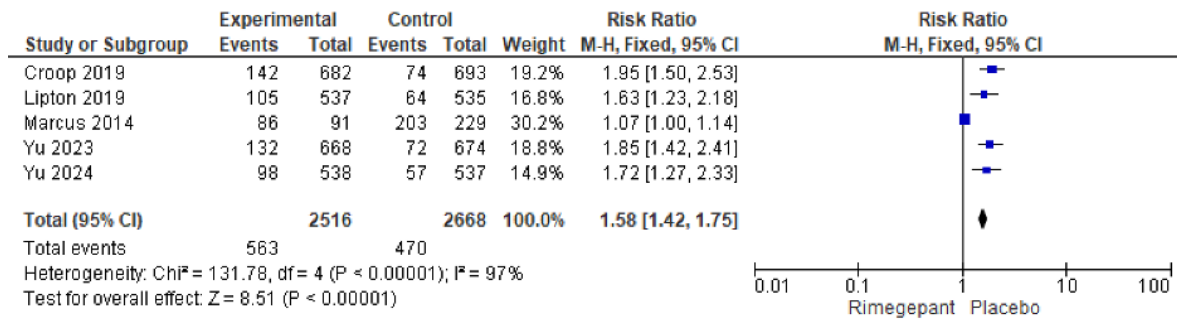 Experimental Control Risk Ratio Risk Ratio
Study or Subgroup Events Total Events Total Weight M-H, Fixed, 95% CI M-H, Fixed, 95% CI
Croop 2019 142 682 74 693 19.2% 1.95 [1.50, 2.53]
Lipton 2019 105 537 64 535 16.8% 1.63 [1.23, 2.18]
Marcus 2014 86 91 203 229 30.2% 1.07 [1.00, 1.14]
Yu 2023 132 668 72 674 18.8% 1.85 [1.42, 2.41]
Yu 2024 98 538 57 537 14.9% 1.72 [1.27, 2.33]
Total (95% CI) 2516 2668 100.0% 1.58 [1.42, 1.75]
Total events 563 470
Heterogeneity: Chi² = 131.78, df = 4 (P < 0.00001); I² = 97%
Test for overall effect: Z = 8.51 (P < 0.00001)
0.01 0.1 1 10 100
Rimegepant Placebo